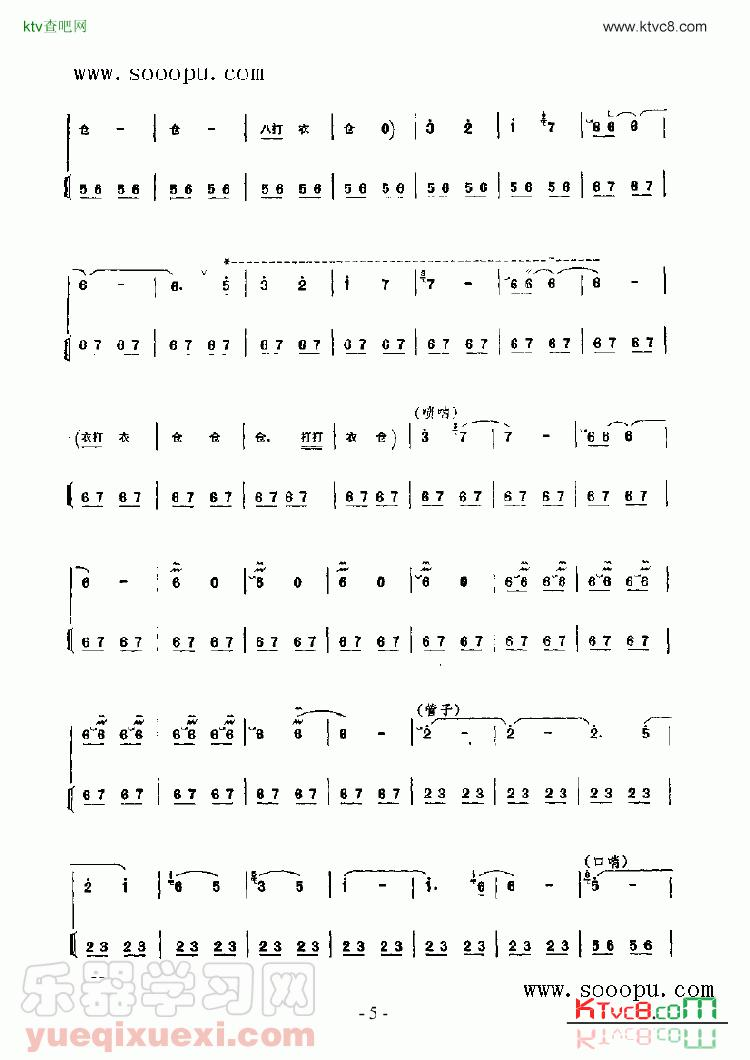 ktv查吧网 www.ktvc8.com
www.sooopu.com
仓 - | 仓 - | 八打 衣 | 仓 0) | 3 2 | i 7 | 6 6 6
56 56 | 56 56 | 56 56 | 56 56 | 56 56 | 56 56 | 67 67
6 - | 6. 5 | 3 2 | i 7 | 7 - | 6 6 6 | 6 -
67 67 | 67 67 | 67 67 | 67 67 | 67 67 | 67 67 | 67 67
(唢呐)
(衣打 衣 | 仓 仓 | 仓. 打打 | 衣 仓) | 3 7 | 7 - | 6 6 6
67 67 | 67 67 | 67 67 | 67 67 | 67 67 | 67 67 | 67 67
6 - | 6 0 | 6 0 | 6 0 | 6 0 | 6 6 | 6 6
67 67 | 67 67 | 67 67 | 67 67 | 67 67 | 67 67 | 67 67
(管子)
6 6 | 6 6 | 6 6 | 6 - | 2 - | 2 - | 2. 5
67 67 | 67 67 | 67 67 | 67 67 | 23 23 | 23 23 | 23 23
(口哨)
2 i | 6 5 | 3 5 | i - | i. 6 | 6 - | 5 -
23 23 | 23 23 | 23 23 | 23 23 | 23 23 | 23 23 | 56 56
乐器学习网
www.sooopu.com
- 5 -
KTvc8.com
yueqixuexi.com